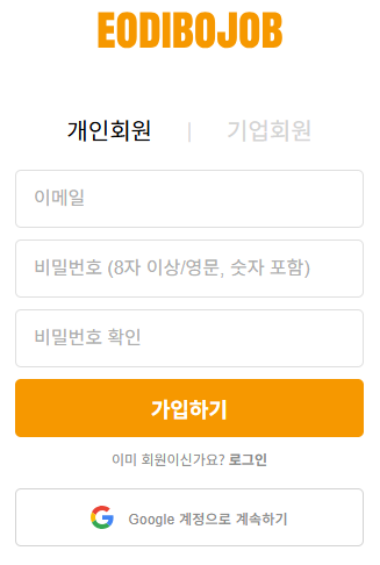 EODIBOJOB
개인회원 | 기업회원
이메일
비밀번호 (8자 이상/영문, 숫자 포함)
비밀번호 확인
가입하기
이미 회원이신가요? 로그인
Google 계정으로 계속하기